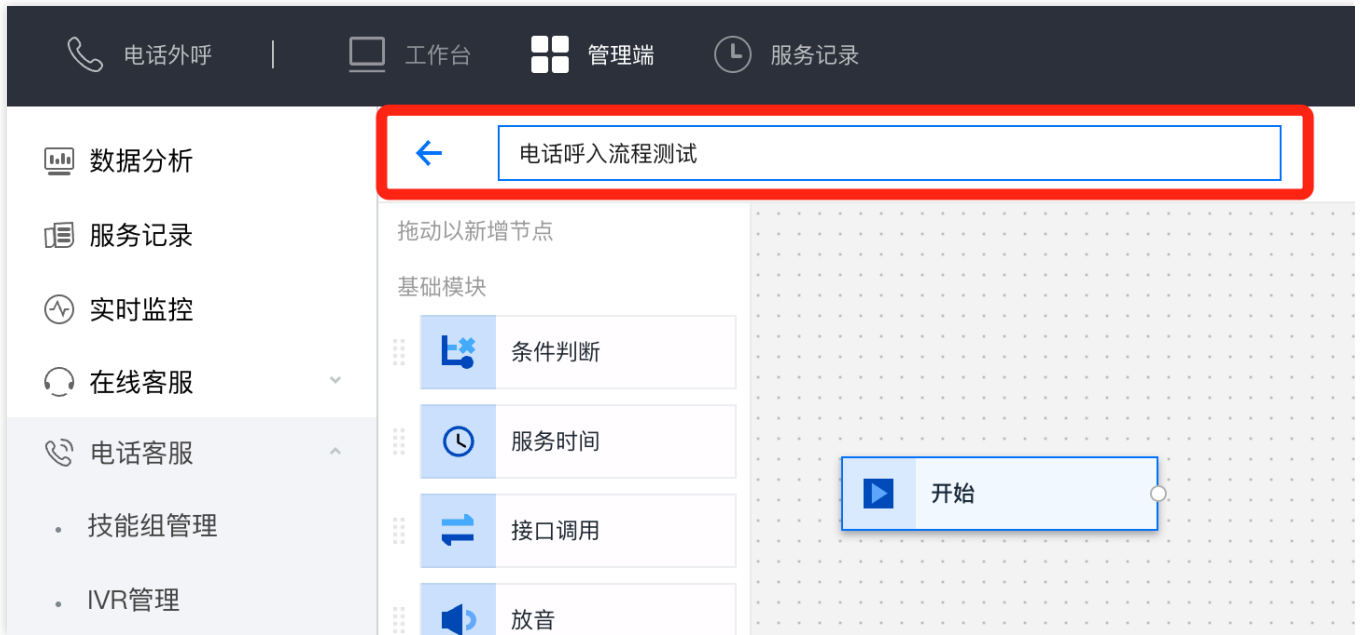 电话外呼 | 工作台 管理端 服务记录
数据分析
服务记录
实时监控
在线客服
电话客服
技能组管理
IVR管理
电话呼入流程测试
拖动以新增节点
基础模块
条件判断
服务时间
接口调用
放音
开始